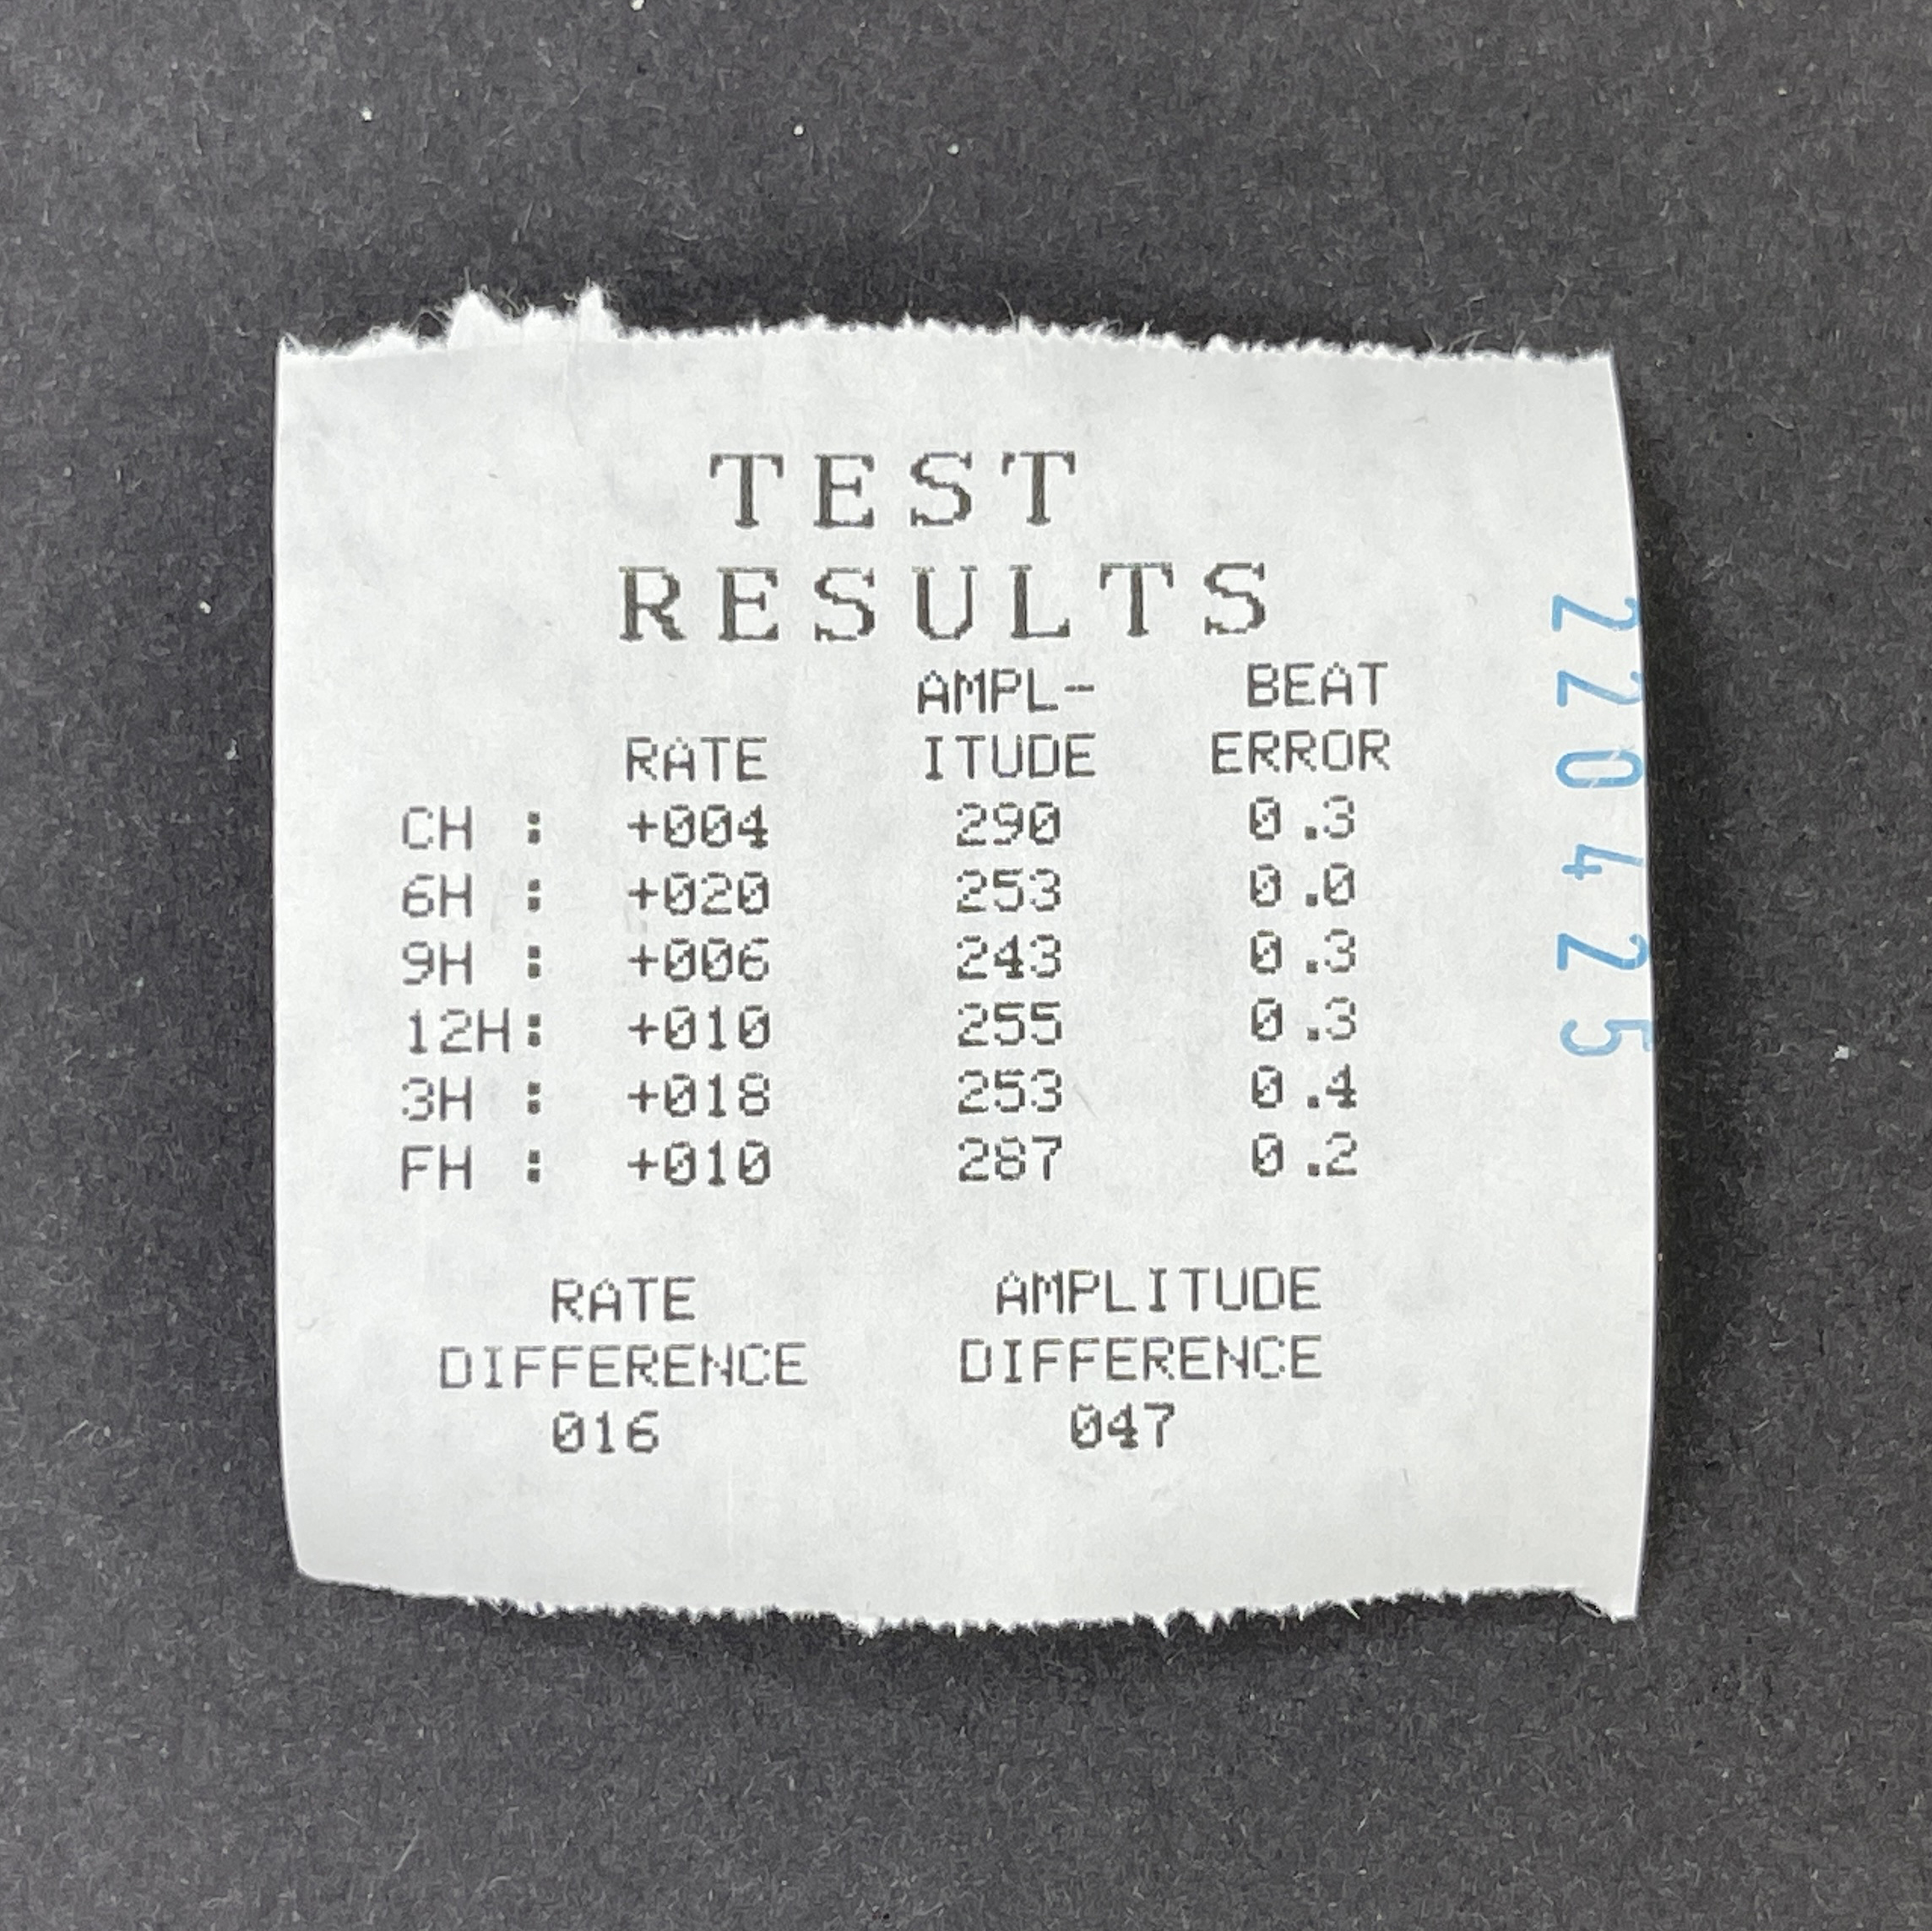 TEST
RESULTS
AMPL- BEAT
RATE ITUDE ERROR
CH : +004 290 0.3
6H : +020 253 0.0
9H : +006 243 0.3
12H: +010 255 0.3
3H : +018 253 0.4
FH : +010 287 0.2
RATE AMPLITUDE
DIFFERENCE DIFFERENCE
016 047
220425